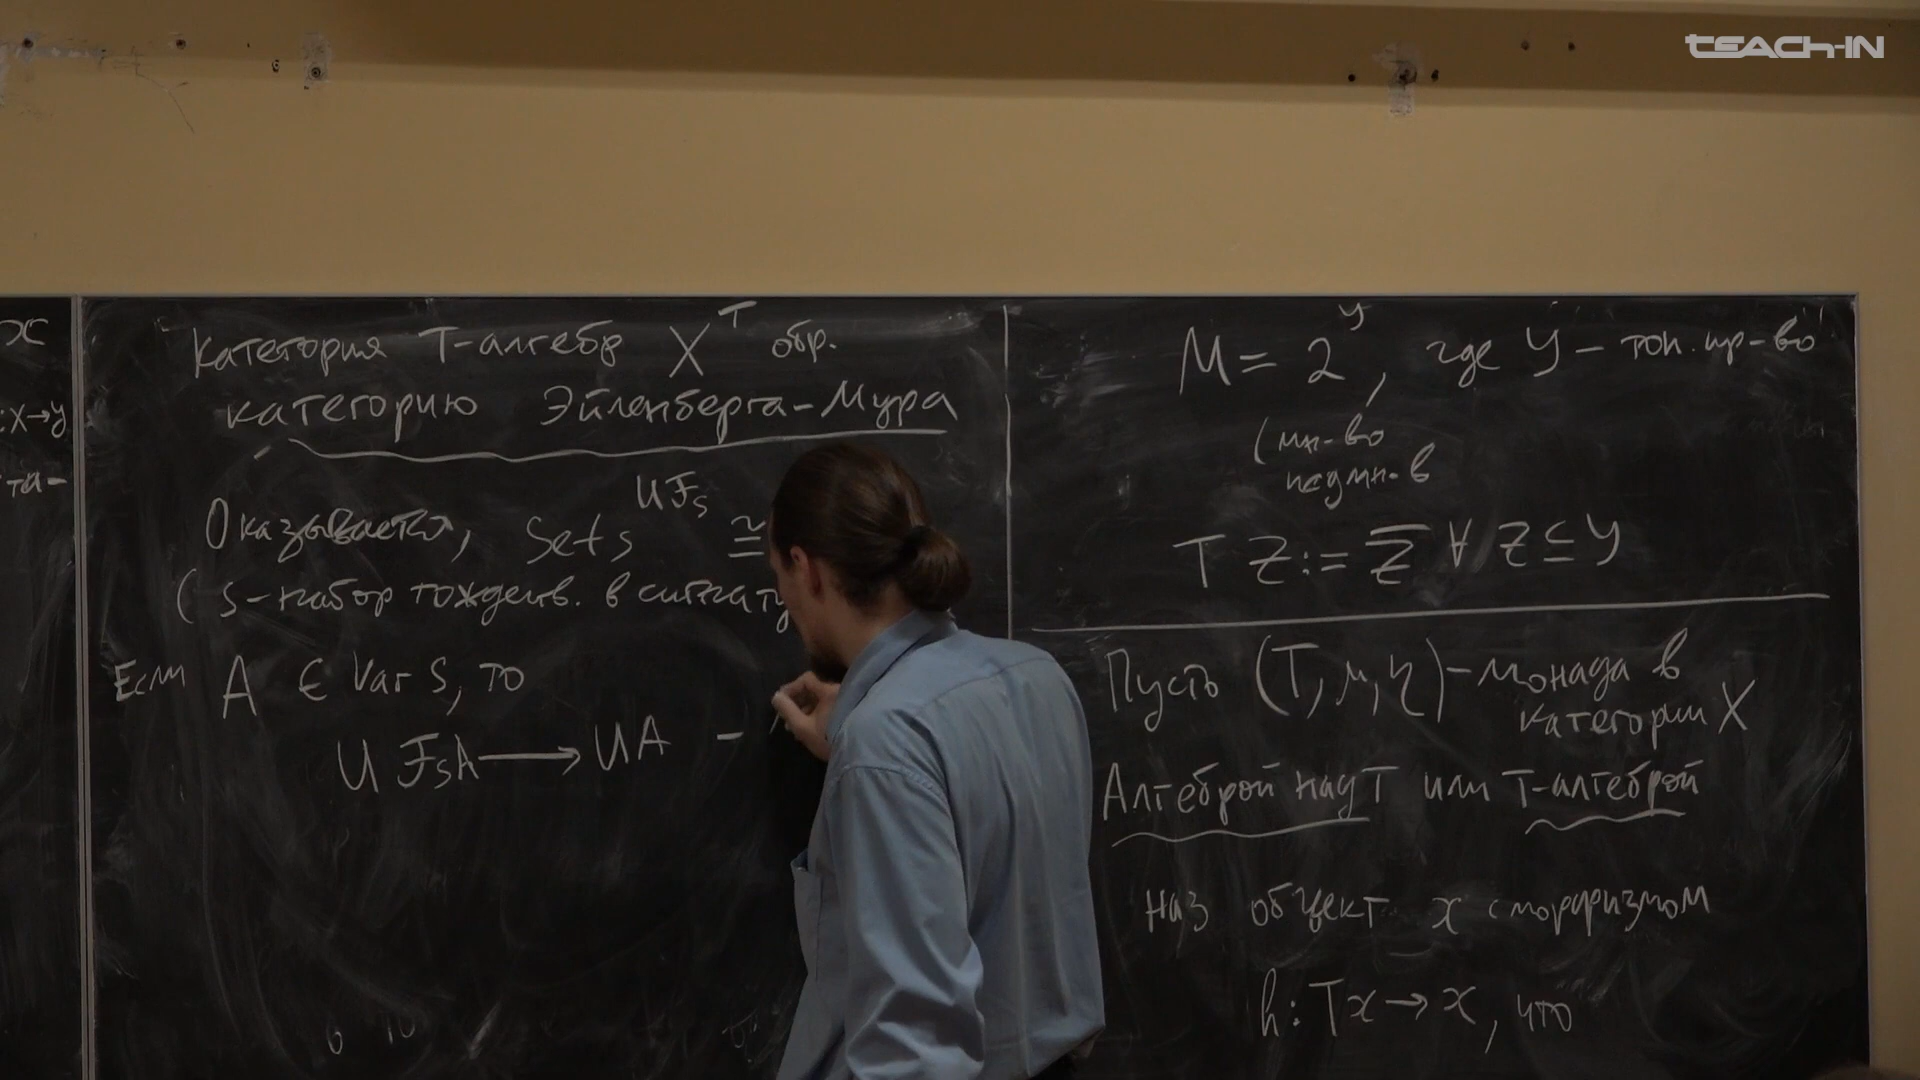 TEACH-IN
x
:X→Y
та-
Категория T-алгебр X^T обр.
категорию Эйленберга-Мура
Оказывается, Sets^{UF_s} ≅
(S-набор тождеств. в сигнату
Если A ∈ Var S, то
U F_s A → UA -
M = 2^Y, где Y - топ. пр-во
(мн-во
подмн-в
T Z := Z̅ ∀ Z ⊆ Y
Пусть (T, μ, η) - монада в
категории X
Алгеброй над T или T-алгеброй
наз объект x с морфизмом
h: Tx → x, что